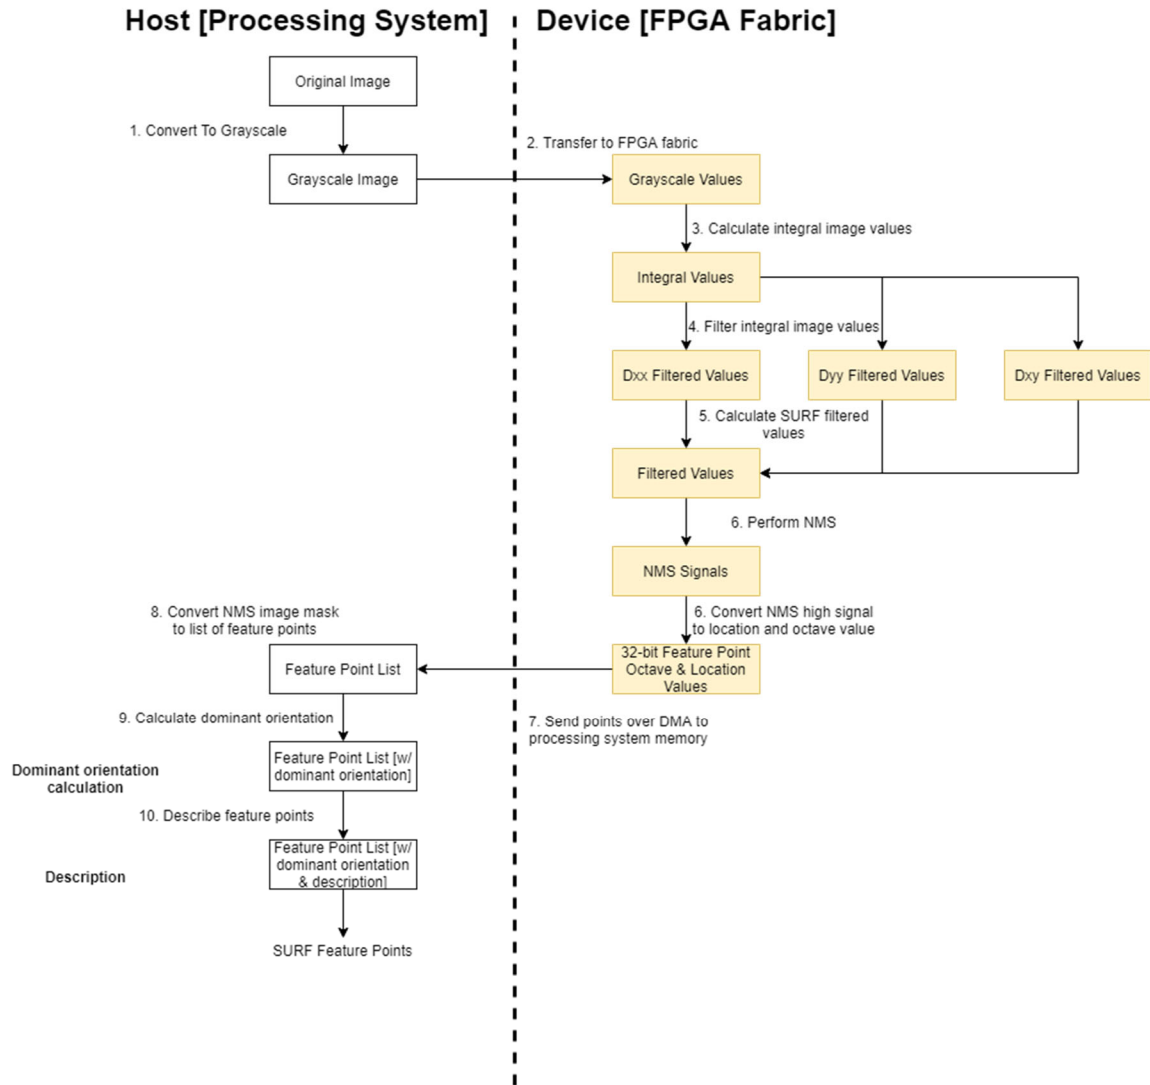 Host [Processing System]
Device [FPGA Fabric]
Original Image
1. Convert To Grayscale
2. Transfer to FPGA fabric
Grayscale Image
Grayscale Values
3. Calculate integral image values
Integral Values
4. Filter integral image values
Dxx Filtered Values
Dyy Filtered Values
Dxy Filtered Values
5. Calculate SURF filtered
values
Filtered Values
6. Perform NMS
NMS Signals
8. Convert NMS image mask
to list of feature points
6. Convert NMS high signal
to location and octave value
Feature Point List
32-bit Feature Point
Octave & Location
Values
9. Calculate dominant orientation
7. Send points over DMA to
processing system memory
Dominant orientation
calculation
Feature Point List [w/
dominant orientation]
10. Describe feature points
Description
Feature Point List [w/
dominant orientation
& description]
SURF Feature Points